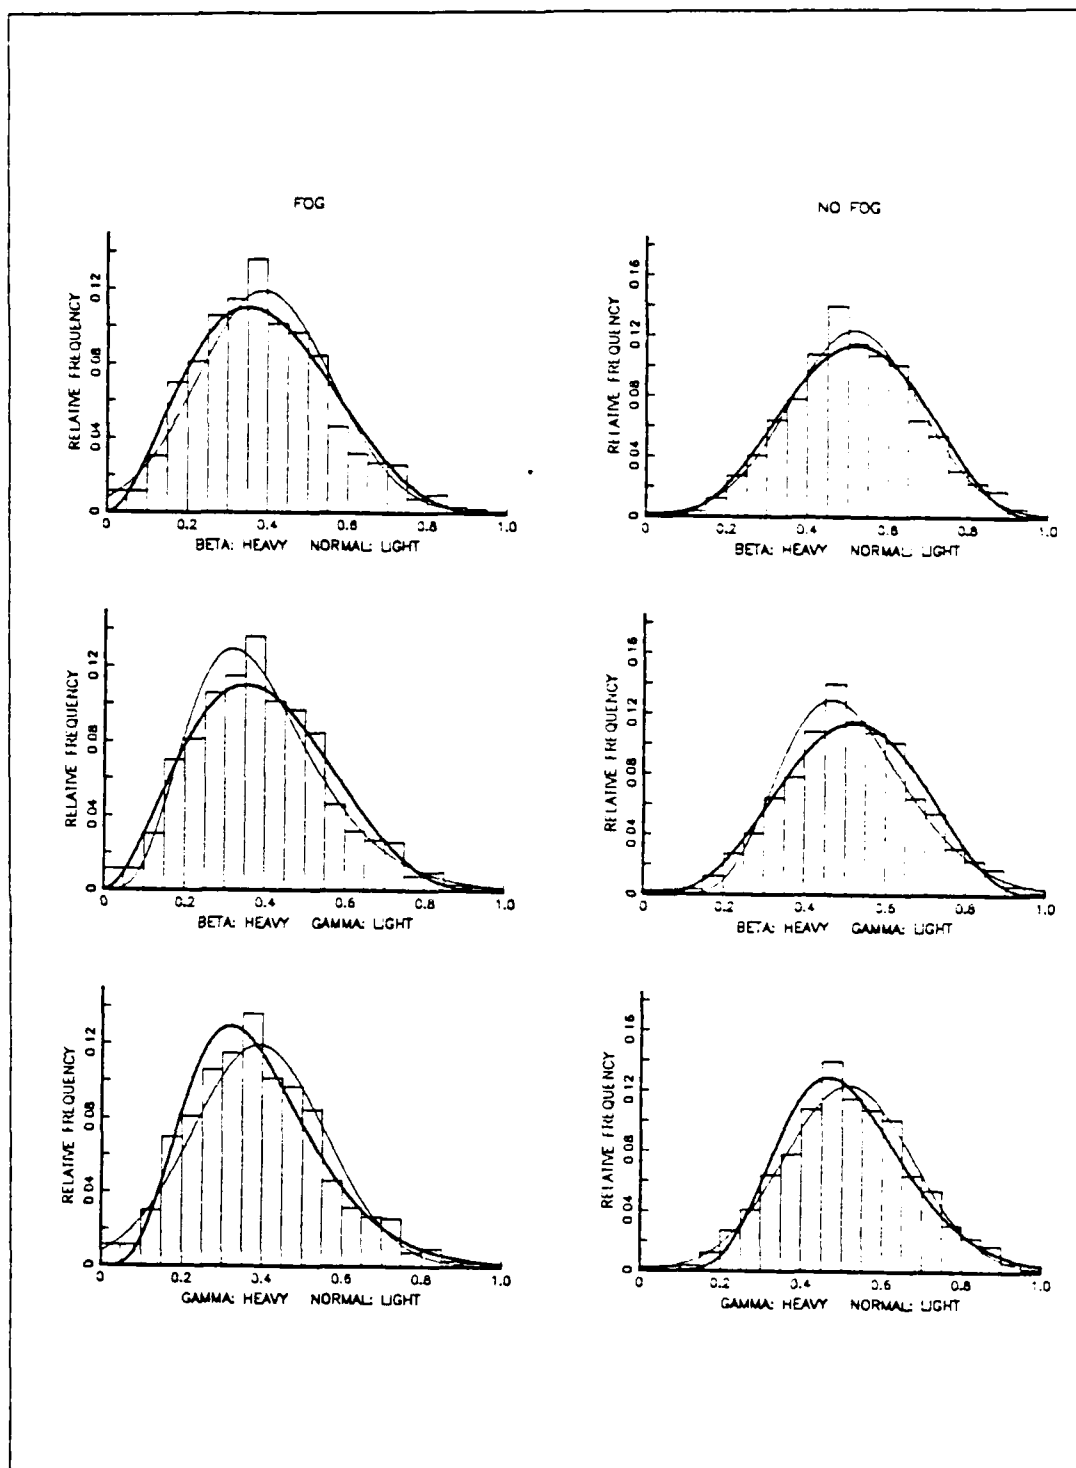 FOG
NO FOG
RELATIVE FREQUENCY
0 0.04 0.08 0.12
0 0.2 0.4 0.6 0.8 1.0
BETA: HEAVY NORMAL: LIGHT
RELATIVE FREQUENCY
0 0.04 0.08 0.12 0.16
0 0.2 0.4 0.6 0.8 1.0
BETA: HEAVY NORMAL: LIGHT
RELATIVE FREQUENCY
0 0.04 0.08 0.12
0 0.2 0.4 0.6 0.8 1.0
BETA: HEAVY GAMMA: LIGHT
RELATIVE FREQUENCY
0 0.04 0.08 0.12 0.16
0 0.2 0.4 0.6 0.8 1.0
BETA: HEAVY GAMMA: LIGHT
RELATIVE FREQUENCY
0 0.04 0.08 0.12
0 0.2 0.4 0.6 0.8 1.0
GAMMA: HEAVY NORMAL: LIGHT
RELATIVE FREQUENCY
0 0.04 0.08 0.12 0.16
0 0.2 0.4 0.6 0.8 1.0
GAMMA: HEAVY NORMAL: LIGHT